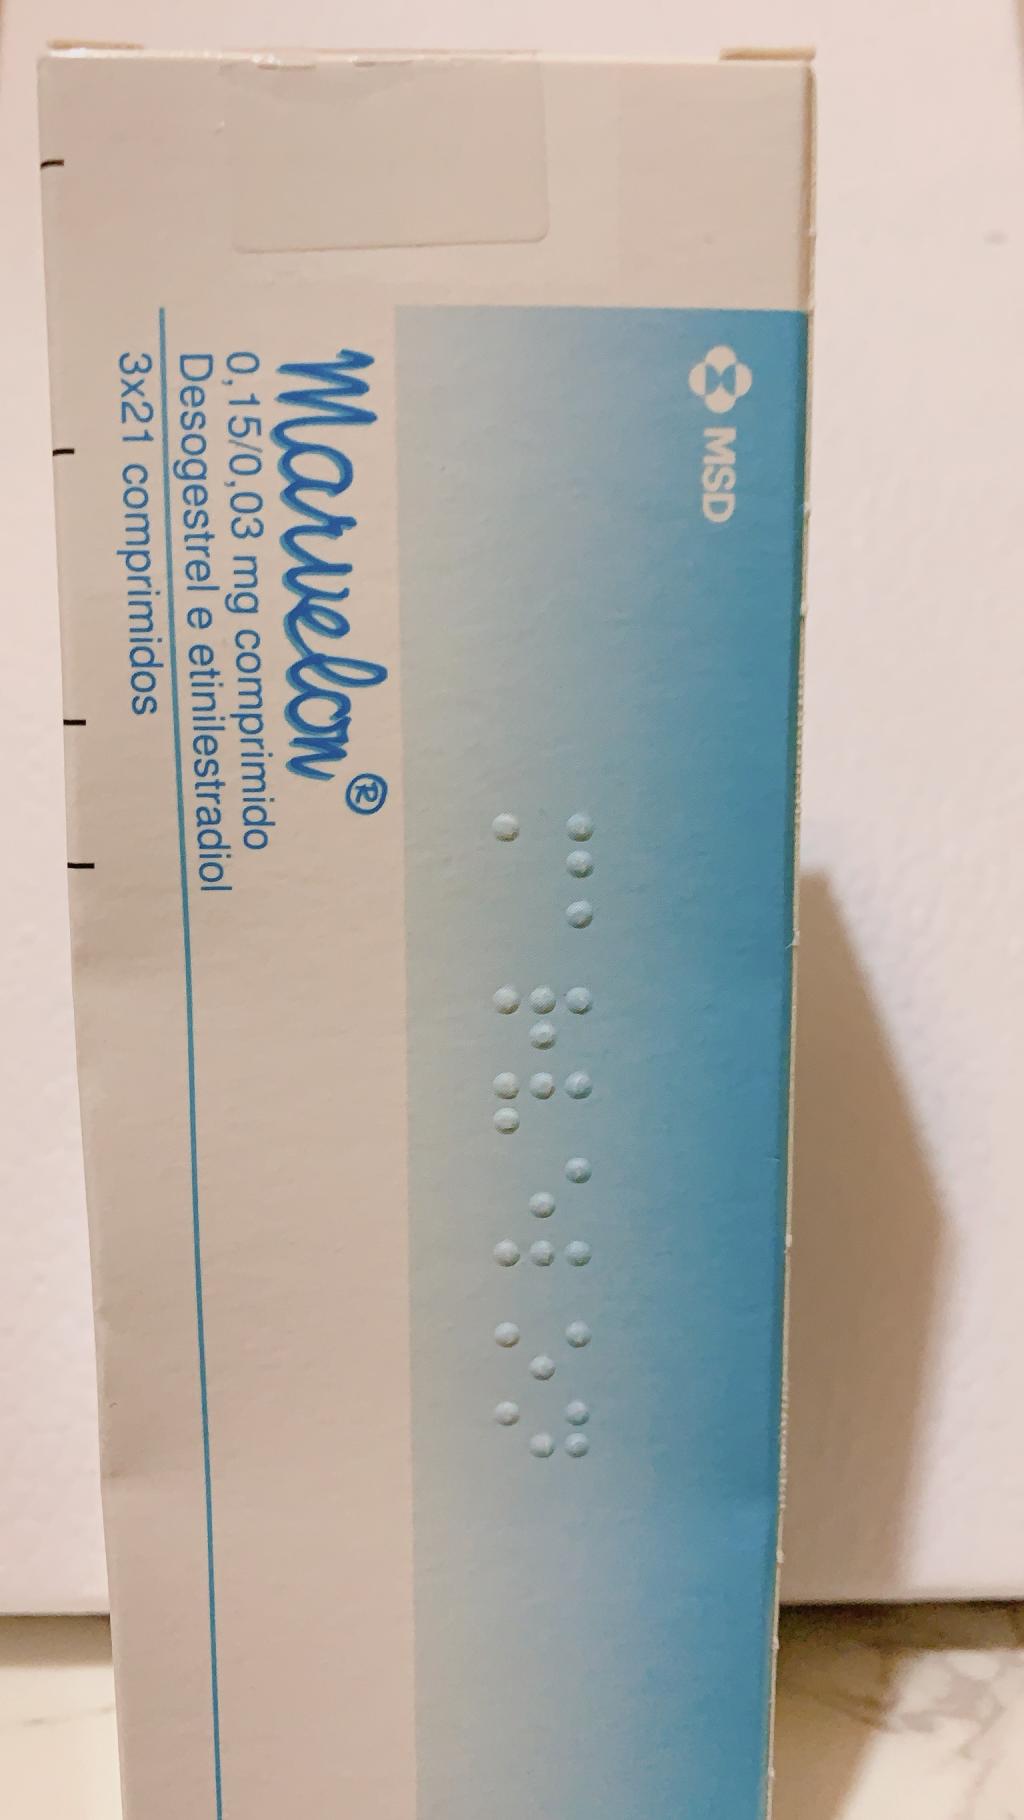 MSD
⠍⠁⠗⠧⠑⠇⠕⠝
Marvelon®
0,15/0,03 mg comprimido
Desogestrel e etinilestradiol
3x21 comprimidos